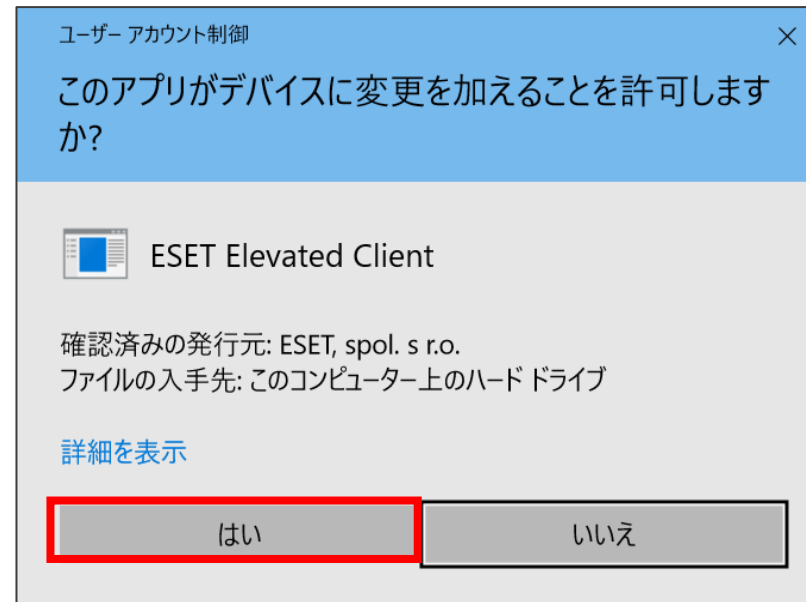 ユーザー アカウント制御
このアプリがデバイスに変更を加えることを許可します
か?
ESET Elevated Client
確認済みの発行元: ESET, spol. s r.o.
ファイルの入手先: このコンピューター上のハード ドライブ
詳細を表示
はい
いいえ